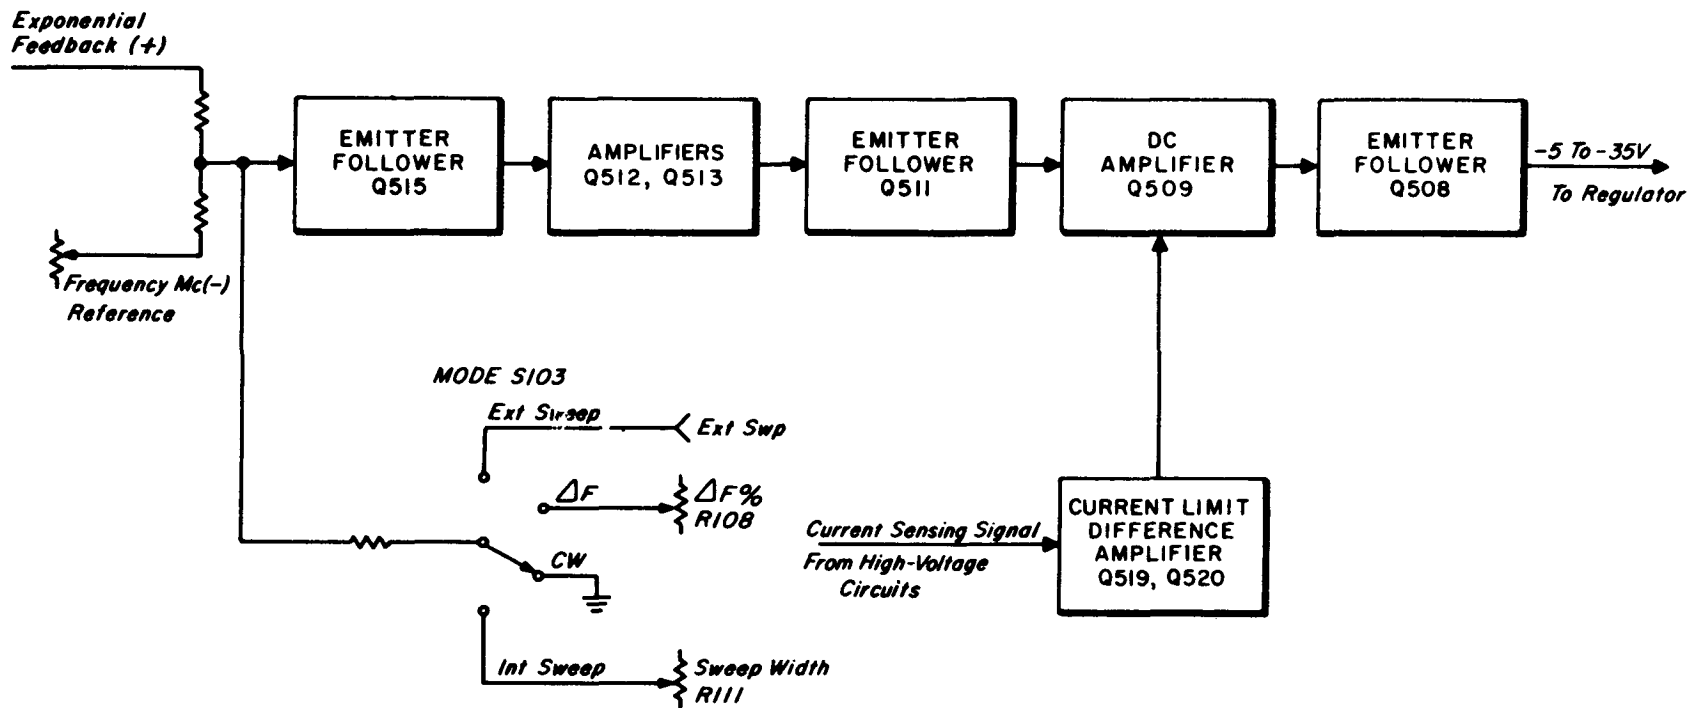 Exponential
Feedback (+)
EMITTER
FOLLOWER
Q515
AMPLIFIERS
Q512, Q513
EMITTER
FOLLOWER
Q511
DC
AMPLIFIER
Q509
EMITTER
FOLLOWER
Q508
-5 To -35V
To Regulator
Frequency Mc(-)
Reference
MODE S103
Ext Sweep
Ext Swp
ΔF
ΔF%
R108
CW
Int Sweep
Sweep Width
R111
Current Sensing Signal
From High-Voltage
Circuits
CURRENT LIMIT
DIFFERENCE
AMPLIFIER
Q519, Q520